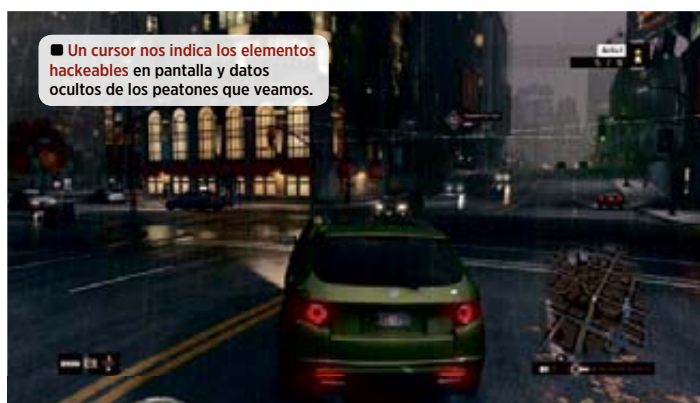 Un cursor nos indica los elementos
hackeables en pantalla y datos
ocultos de los peatones que veamos.